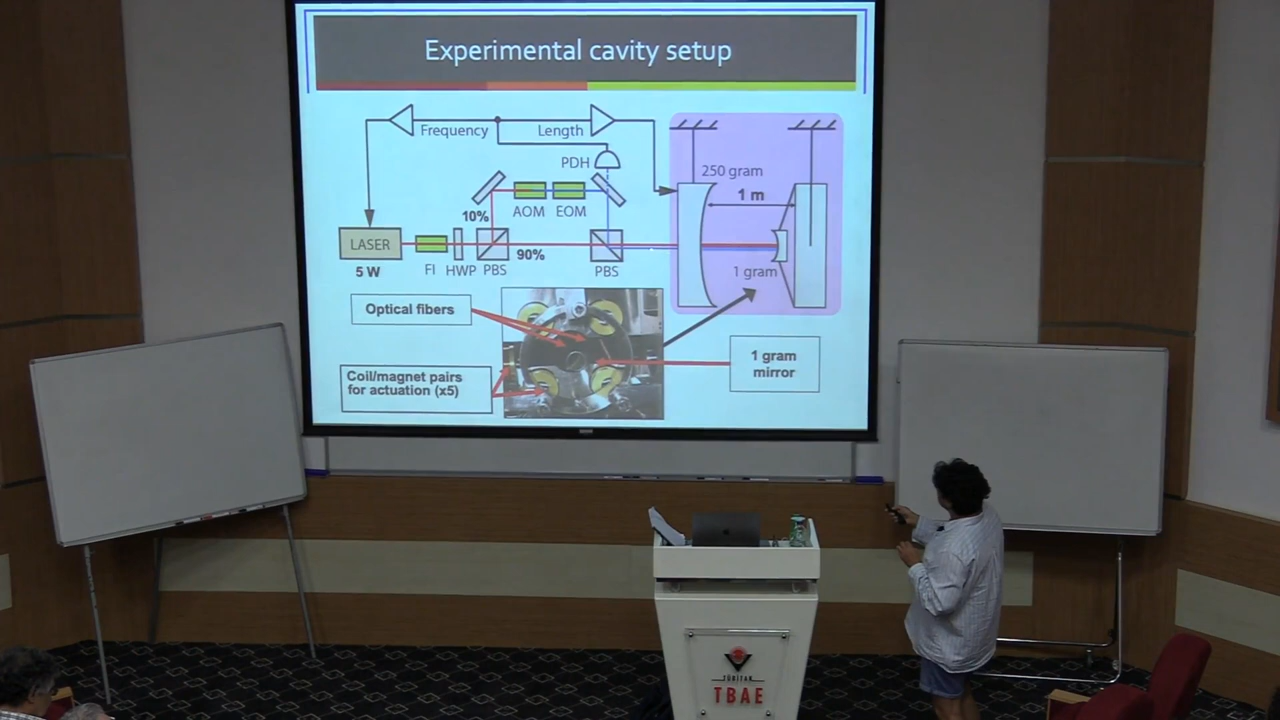 Experimental cavity setup
Frequency
Length
PDH
250 gram
1 m
AOM
EOM
10%
LASER
90%
5 W
FI
HWP
PBS
PBS
1 gram
Optical fibers
Coil/magnet pairs
for actuation (x5)
1 gram
mirror
TÜBİTAK
TBAE